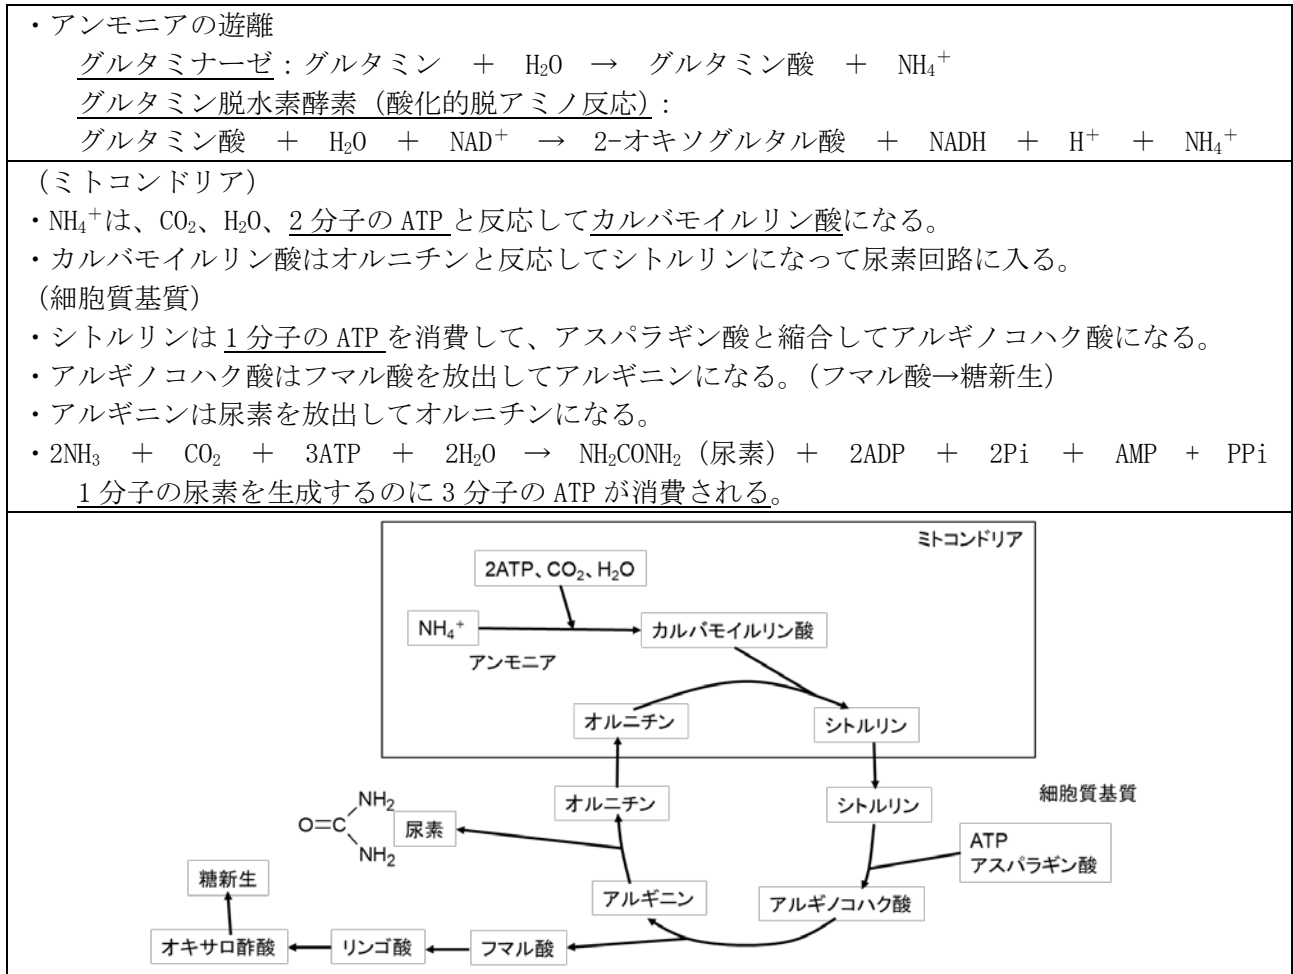 ・アンモニアの遊離
グルタミナーゼ：グルタミン ＋ H₂O → グルタミン酸 ＋ NH₄⁺
グルタミン脱水素酵素（酸化的脱アミノ反応）：
グルタミン酸 ＋ H₂O ＋ NAD⁺ → 2-オキソグルタル酸 ＋ NADH ＋ H⁺ ＋ NH₄⁺
（ミトコンドリア）
・NH₄⁺は、CO₂、H₂O、2分子のATPと反応してカルバモイルリン酸になる。
・カルバモイルリン酸はオルニチンと反応してシトルリンになって尿素回路に入る。
（細胞質基質）
・シトルリンは1分子のATPを消費して、アスパラギン酸と縮合してアルギノコハク酸になる。
・アルギノコハク酸はフマル酸を放出してアルギニンになる。（フマル酸→糖新生）
・アルギニンは尿素を放出してオルニチンになる。
・2NH₃ ＋ CO₂ ＋ 3ATP ＋ 2H₂O → NH₂CONH₂（尿素）＋ 2ADP ＋ 2Pi ＋ AMP + PPi
1分子の尿素を生成するのに3分子のATPが消費される。
ミトコンドリア
2ATP、CO₂、H₂O
NH₄⁺
カルバモイルリン酸
アンモニア
オルニチン
シトルリン
オルニチン
シトルリン
細胞質基質
NH₂
O=C
尿素
NH₂
ATP
アスパラギン酸
糖新生
アルギニン
アルギノコハク酸
オキサロ酢酸
リンゴ酸
フマル酸